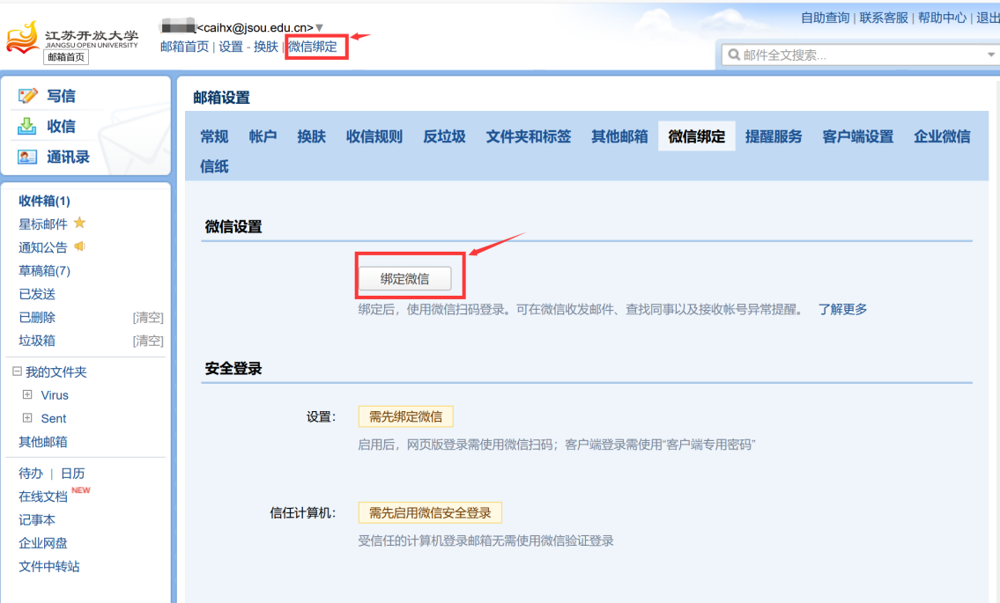 自助查询 | 联系客服 | 帮助中心 | 退出
<caihx@jsou.edu.cn>
江苏开放大学
JIANGSU OPEN UNIVERSITY
邮箱首页 | 设置 - 换肤 | 微信绑定
邮箱首页
邮件全文搜索...
写信
收信
通讯录
收件箱(1)
星标邮件
通知公告
草稿箱(7)
已发送
已删除 [清空]
垃圾箱 [清空]
我的文件夹
Virus
Sent
其他邮箱
待办 | 日历
在线文档 NEW
记事本
企业网盘
文件中转站
邮箱设置
常规 帐户 换肤 收信规则 反垃圾 文件夹和标签 其他邮箱 微信绑定 提醒服务 客户端设置 企业微信
信纸
微信设置
绑定微信
绑定后，使用微信扫码登录。可在微信收发邮件、查找同事以及接收帐号异常提醒。 了解更多
安全登录
设置： 需先绑定微信
启用后，网页版登录需使用微信扫码；客户端登录需使用“客户端专用密码”
信任计算机： 需先启用微信安全登录
受信任的计算机登录邮箱无需使用微信验证登录